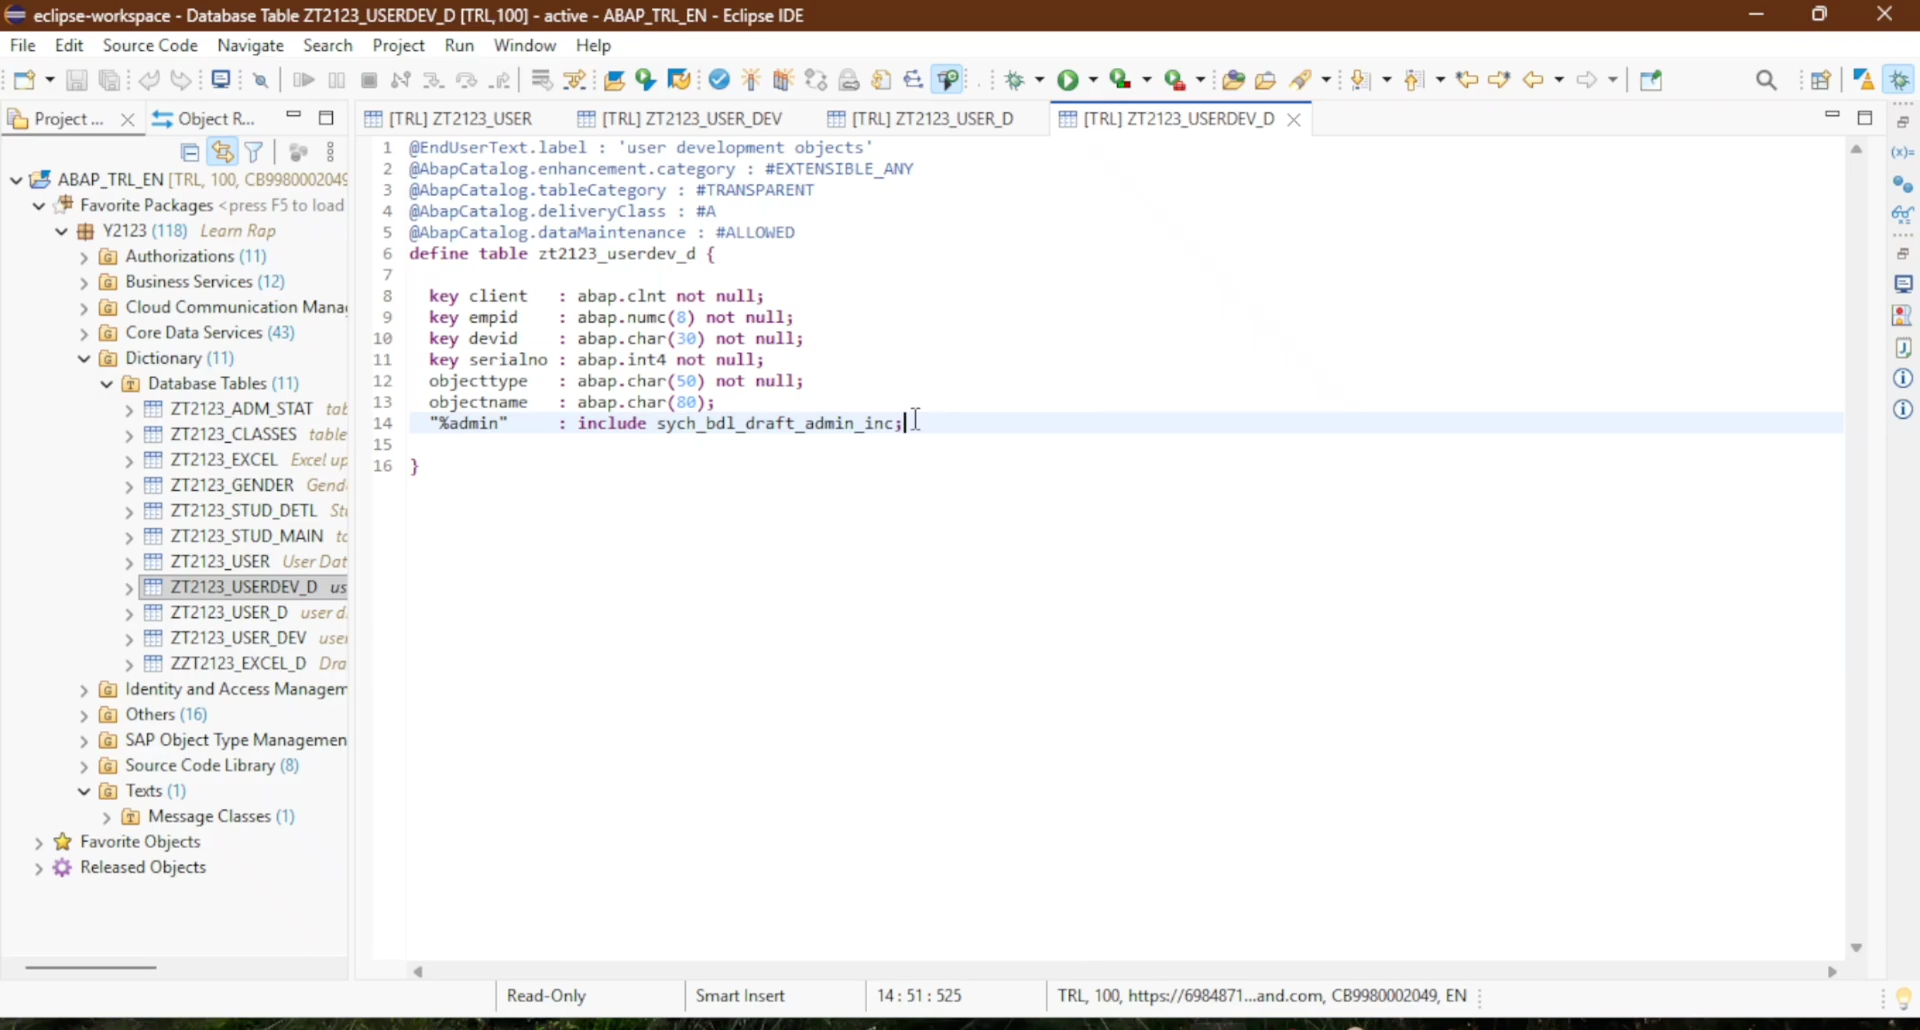 eclipse-workspace - Database Table ZT2123_USERDEV_D [TRL,100] - active - ABAP_TRL_EN - Eclipse IDE
File Edit Source Code Navigate Search Project Run Window Help
Project ... Object R...
[TRL] ZT2123_USER [TRL] ZT2123_USER_DEV [TRL] ZT2123_USER_D [TRL] ZT2123_USERDEV_D
ABAP_TRL_EN [TRL, 100, CB9980002049
Favorite Packages <press F5 to load
Y2123 (118) Learn Rap
Authorizations (11)
Business Services (12)
Cloud Communication Mana
Core Data Services (43)
Dictionary (11)
Database Tables (11)
ZT2123_ADM_STAT tab
ZT2123_CLASSES table
ZT2123_EXCEL Excel up
ZT2123_GENDER Gend
ZT2123_STUD_DETL Stu
ZT2123_STUD_MAIN to
ZT2123_USER User Dat
ZT2123_USERDEV_D us
ZT2123_USER_D user d
ZT2123_USER_DEV user
ZZT2123_EXCEL_D Dra
Identity and Access Managem
Others (16)
SAP Object Type Managemen
Source Code Library (8)
Texts (1)
Message Classes (1)
Favorite Objects
Released Objects
1 @EndUserText.label : 'user development objects'
2 @AbapCatalog.enhancement.category : #EXTENSIBLE_ANY
3 @AbapCatalog.tableCategory : #TRANSPARENT
4 @AbapCatalog.deliveryClass : #A
5 @AbapCatalog.dataMaintenance : #ALLOWED
6 define table zt2123_userdev_d {
7
8 key client : abap.clnt not null;
9 key empid : abap.numc(8) not null;
10 key devid : abap.char(30) not null;
11 key serialno : abap.int4 not null;
12 objecttype : abap.char(50) not null;
13 objectname : abap.char(80);
14 "%admin" : include sych_bdl_draft_admin_inc;
15
16 }
Read-Only Smart Insert 14 : 51 : 525 TRL, 100, https://6984871...and.com, CB9980002049, EN